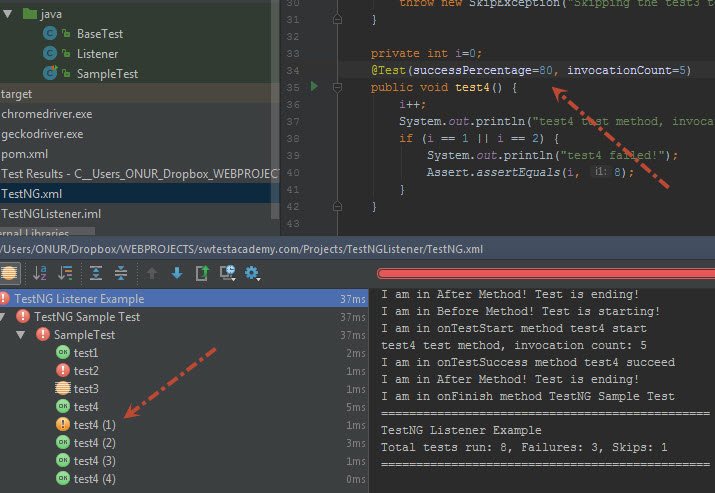 java
BaseTest
Listener
SampleTest
target
chromedriver.exe
geckodriver.exe
pom.xml
Test Results - C__Users_ONUR_Dropbox_WEBPROJEC
TestNG.xml
TestNGListener.iml
ernal Libraries
30 throw new SkipException("Skipping the test3 t
31 }
32
33 private int i=0;
34 @Test(successPercentage=80, invocationCount=5)
35 public void test4() {
36 i++;
37 System.out.println("test4 test method, invoca
38 if (i == 1 || i == 2) {
39 System.out.println("test4 failed!");
40 Assert.assertEquals(i, i1: 8);
41 }
42 }
43
/Users/ONUR/Dropbox/WEBPROJECTS/swtestacademy.com/Projects/TestNGListener/TestNG.xml
TestNG Listener Example 37ms
TestNG Sample Test 37ms
SampleTest 37ms
OK test1 2ms
test2 1ms
test3 1ms
OK test4 5ms
test4 (1) 1ms
OK test4 (2) 3ms
OK test4 (3) 1ms
OK test4 (4) 0ms
I am in After Method! Test is ending!
I am in Before Method! Test is starting!
I am in onTestStart method test4 start
test4 test method, invocation count: 5
I am in onTestSuccess method test4 succeed
I am in After Method! Test is ending!
I am in onFinish method TestNG Sample Test
===============================================
TestNG Listener Example
Total tests run: 8, Failures: 3, Skips: 1
===============================================